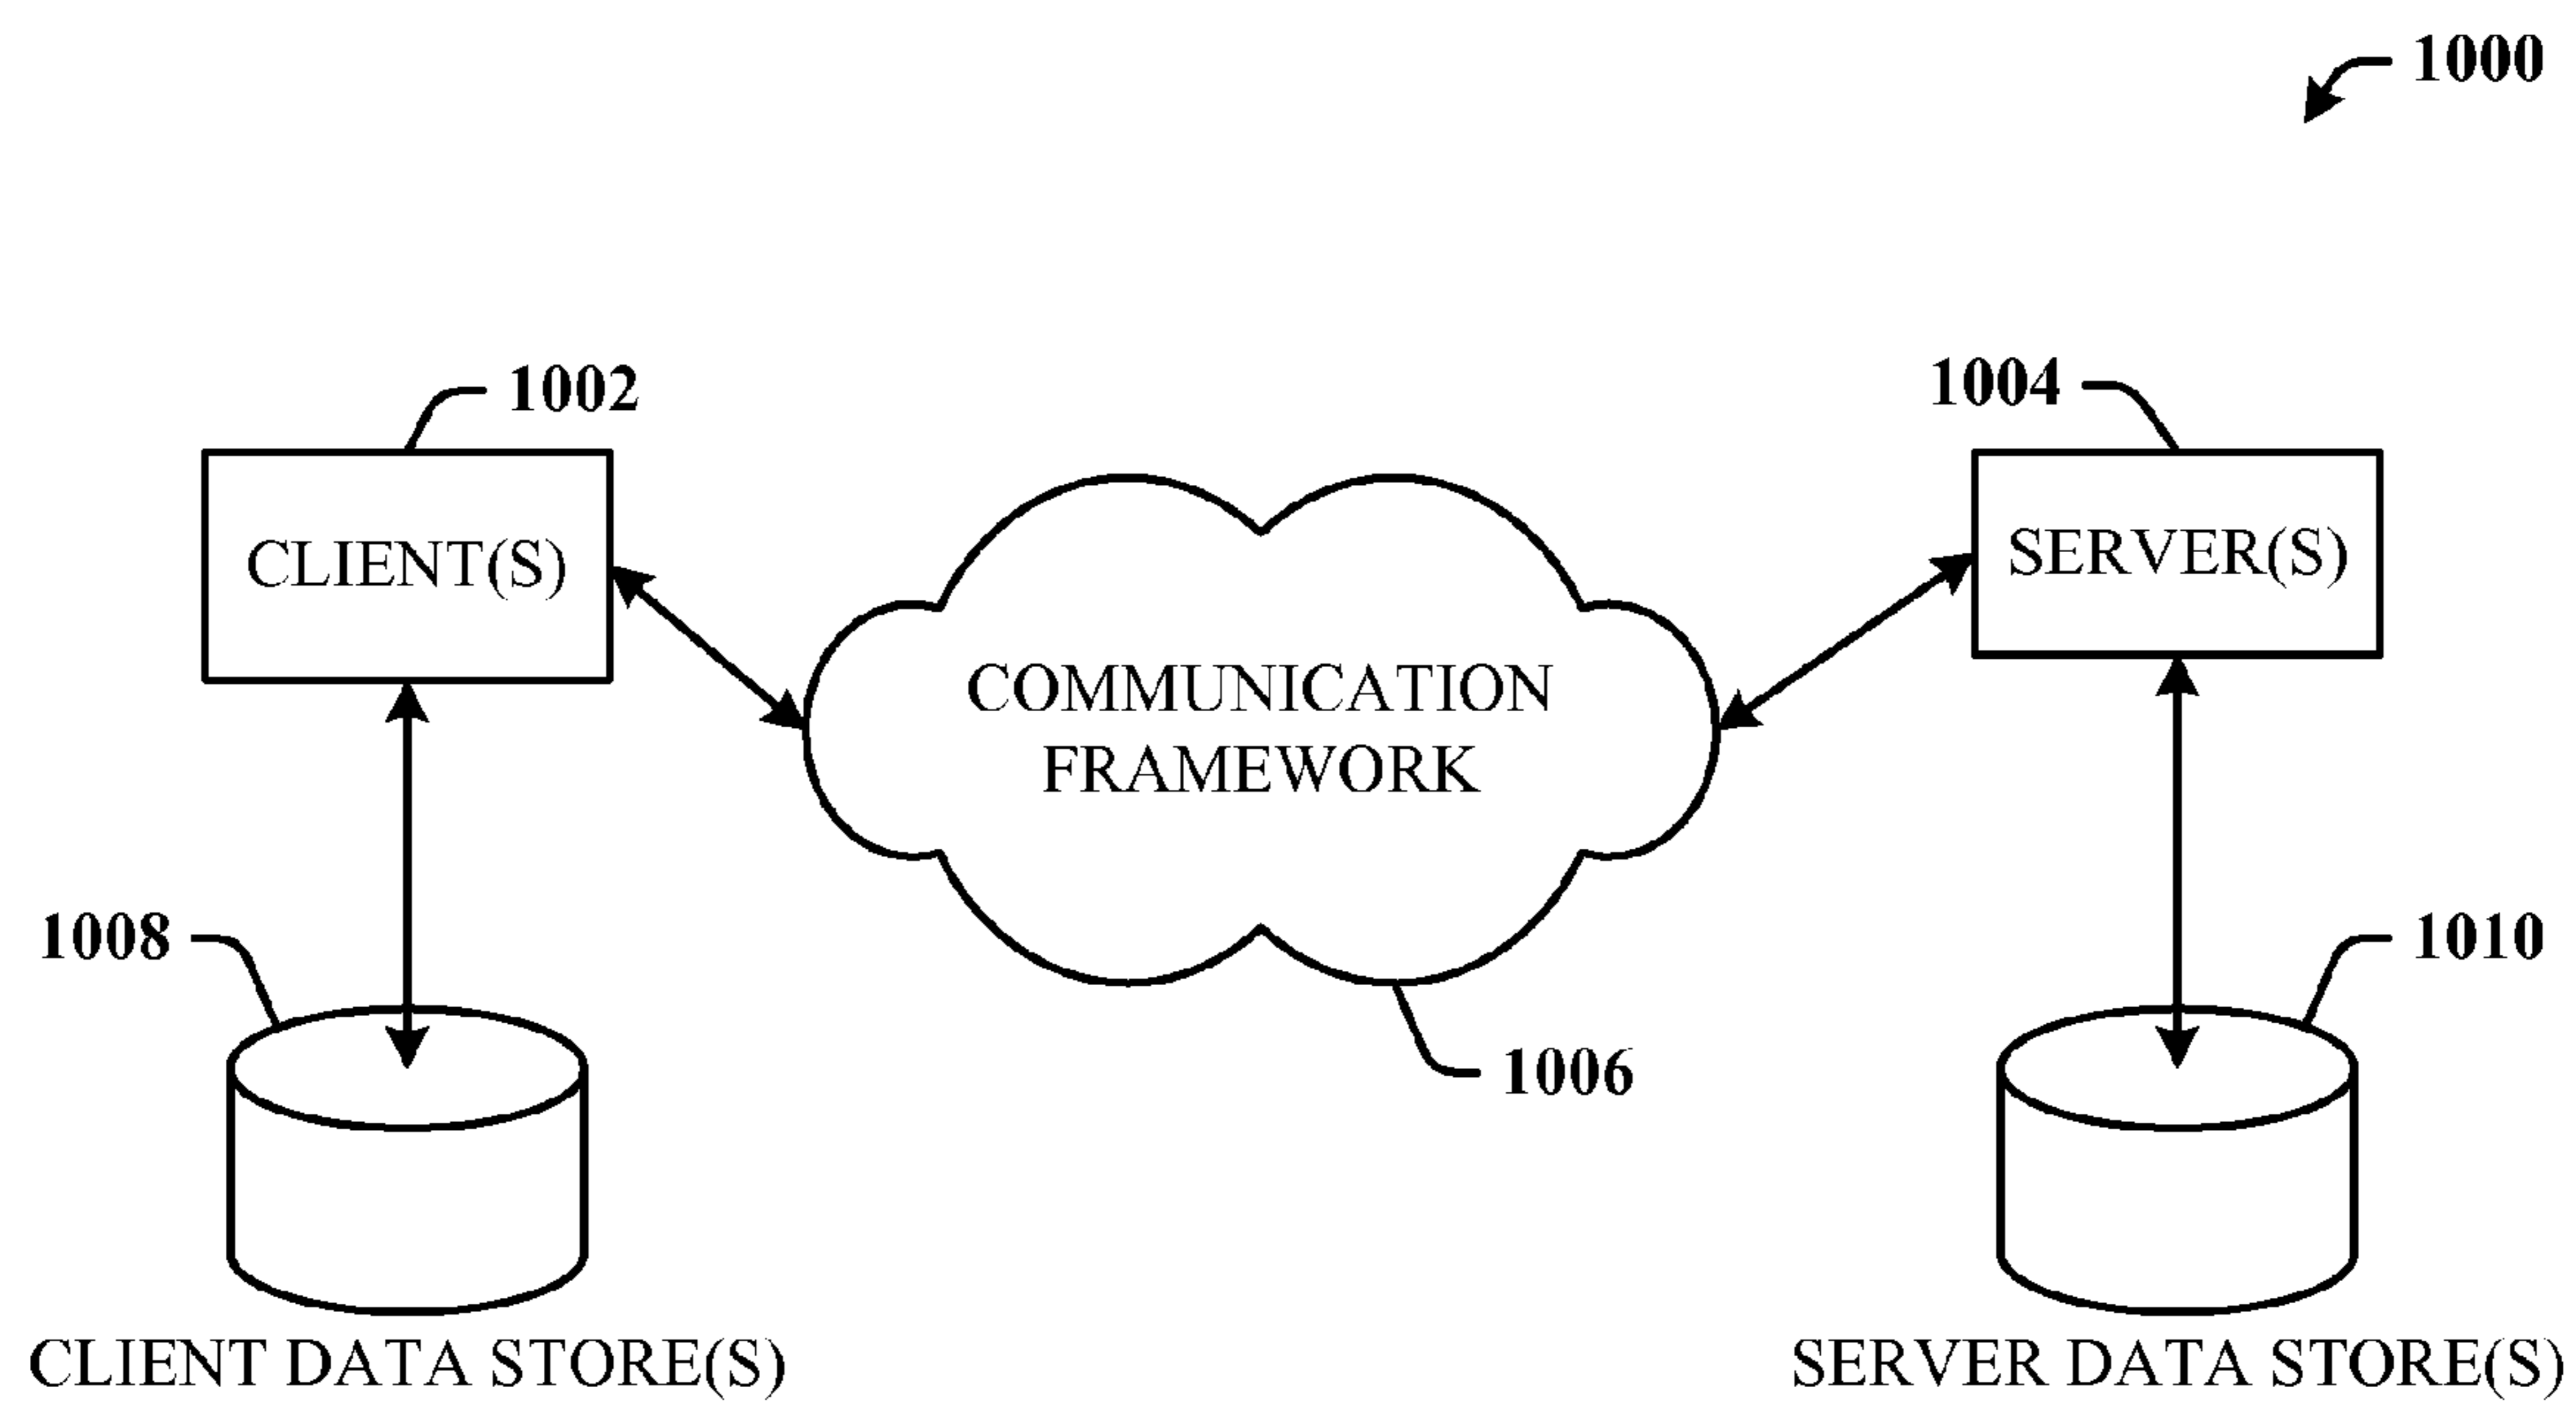 1000
1002
1004
CLIENT(S)
SERVER(S)
COMMUNICATION
FRAMEWORK
1008
1010
1006
CLIENT DATA STORE(S)
SERVER DATA STORE(S)